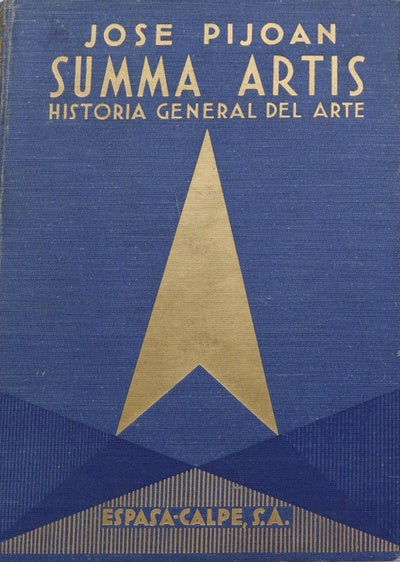 JOSE PIJOAN
SUMMA ARTIS
HISTORIA GENERAL DEL ARTE
ESPASA-CALPE, S.A.